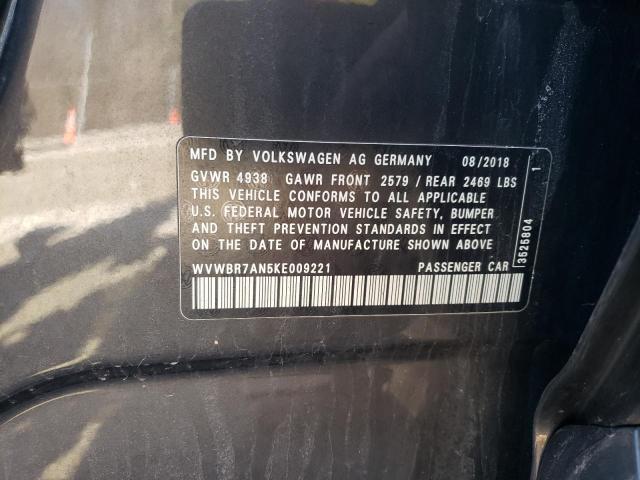 MFD BY VOLKSWAGEN AG GERMANY 08/2018
GVWR 4938 GAWR FRONT 2579 / REAR 2469 LBS
THIS VEHICLE CONFORMS TO ALL APPLICABLE
U.S. FEDERAL MOTOR VEHICLE SAFETY, BUMPER
AND THEFT PREVENTION STANDARDS IN EFFECT
ON THE DATE OF MANUFACTURE SHOWN ABOVE
WVWBR7AN5KE009221 PASSENGER CAR
3525804 1